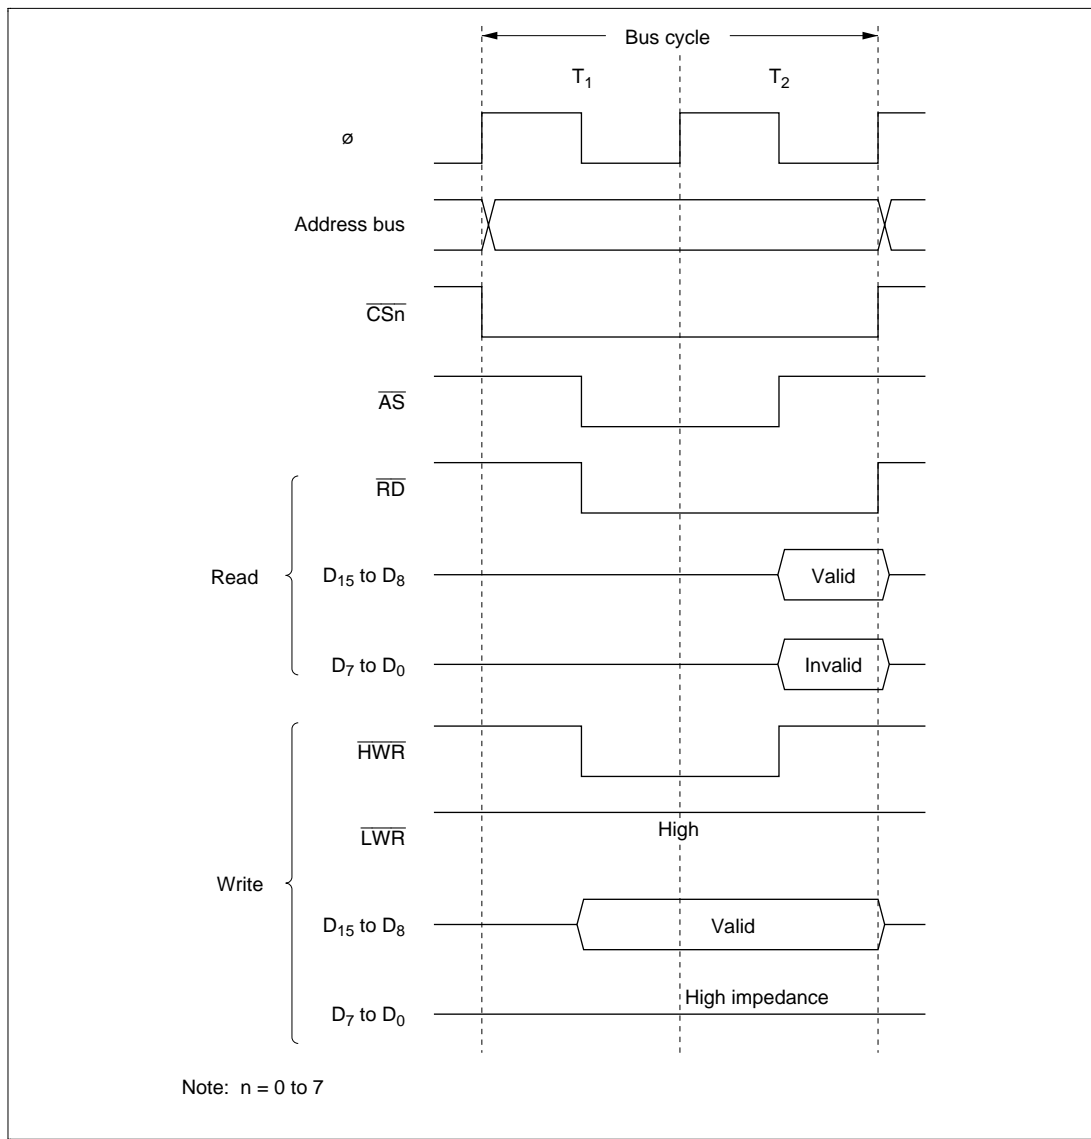 Bus cycle
T1 T2
ø
Address bus
CSn
AS
RD
Read
D15 to D8 Valid
D7 to D0 Invalid
HWR
LWR High
Write
D15 to D8 Valid
D7 to D0 High impedance
Note: n = 0 to 7